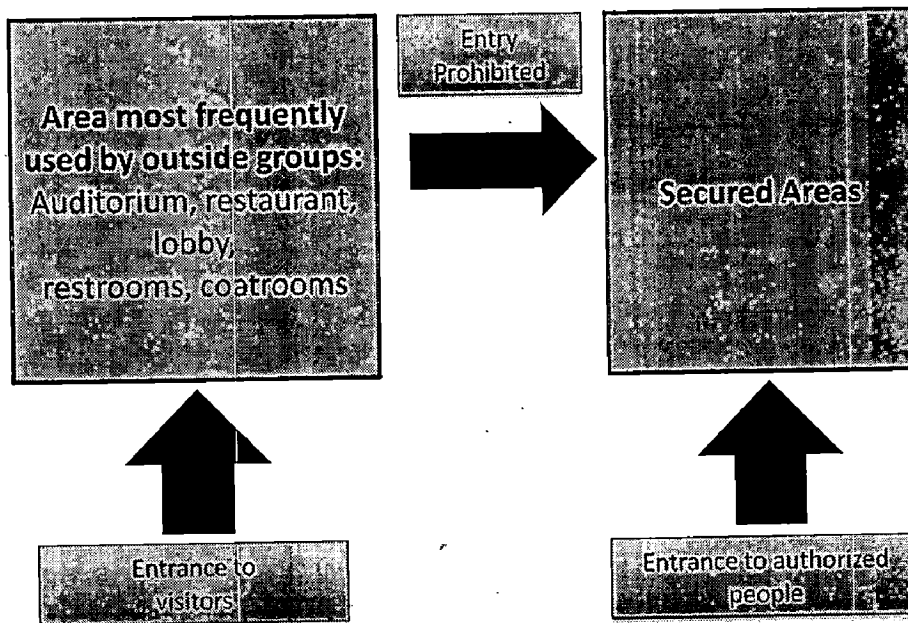 Entry
Prohibited
Area most frequently
used by outside groups:
Auditorium, restaurant,
lobby,
restrooms, coatrooms
Secured Areas
Entrance to
visitors
Entrance to authorized
people